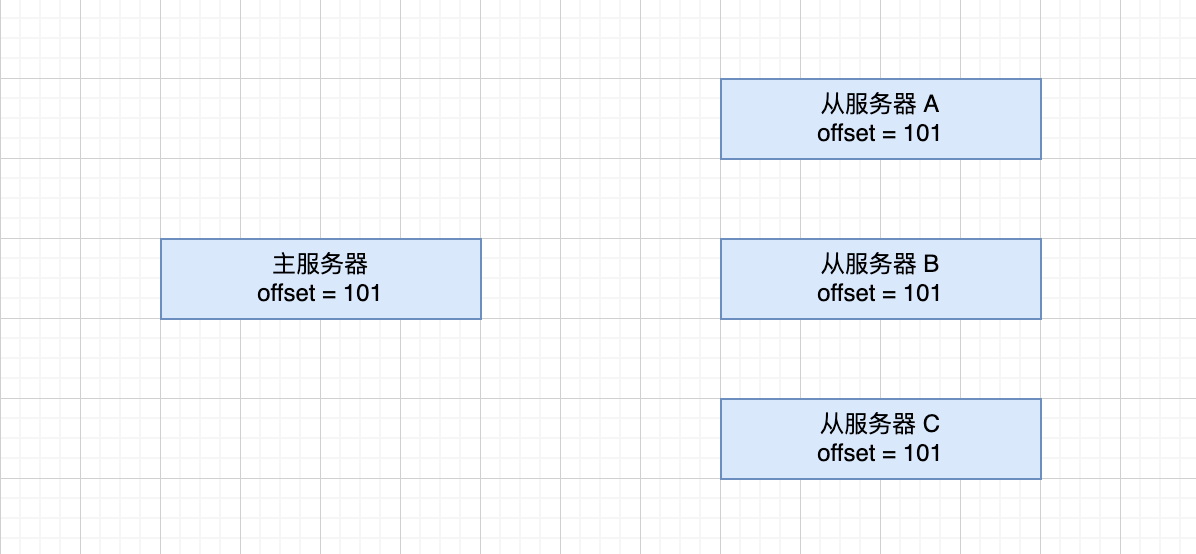 从服务器 A
offset = 101
主服务器
offset = 101
从服务器 B
offset = 101
从服务器 C
offset = 101